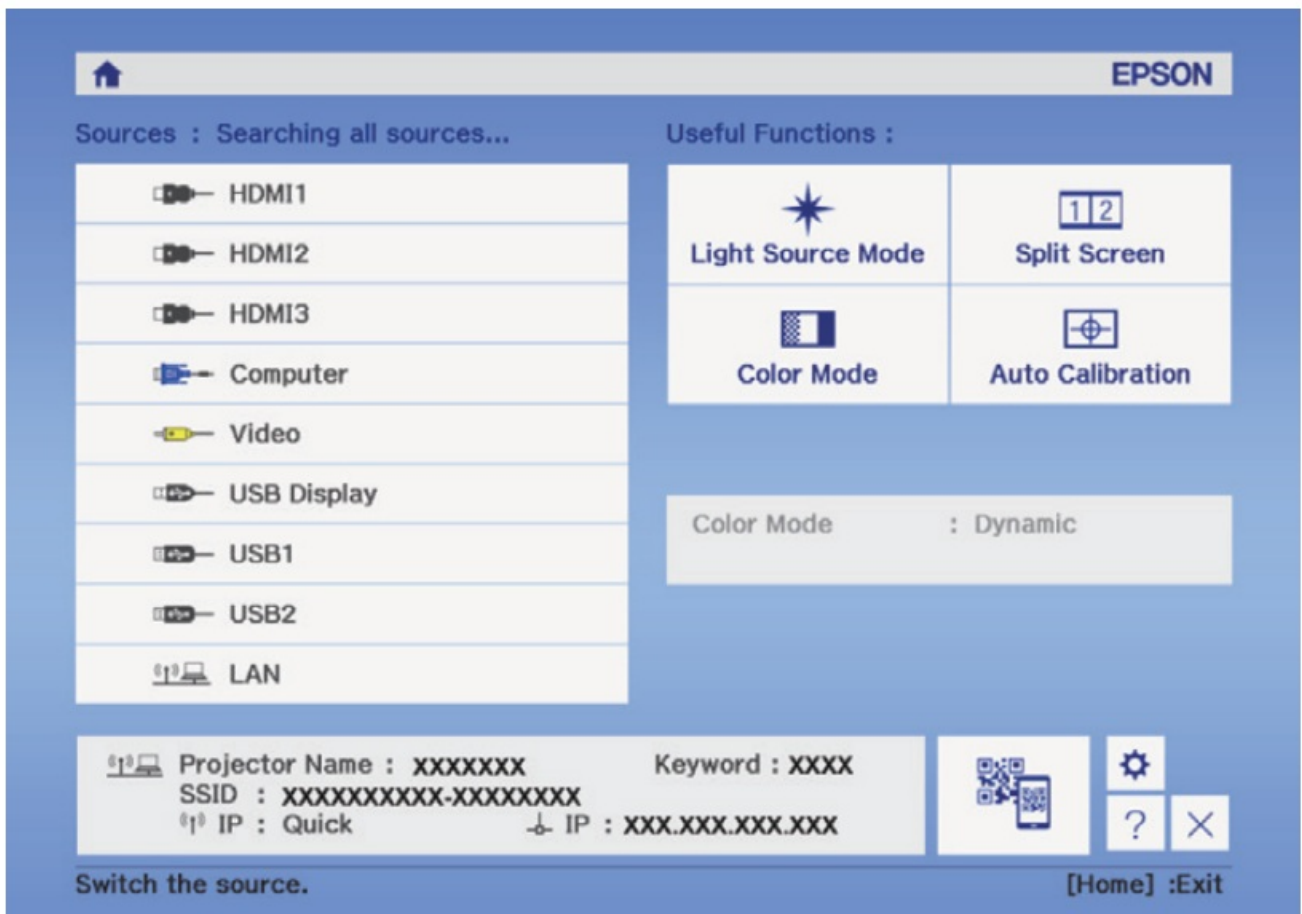 EPSON
Sources : Searching all sources...
HDMI1
HDMI2
HDMI3
Computer
Video
USB Display
USB1
USB2
LAN
Useful Functions :
Light Source Mode
1 2
Split Screen
Color Mode
Auto Calibration
Color Mode : Dynamic
Projector Name : XXXXXXX Keyword : XXXX
SSID : XXXXXXXXXX-XXXXXXXX
IP : Quick IP : XXX.XXX.XXX.XXX
?
Switch the source. [Home] :Exit